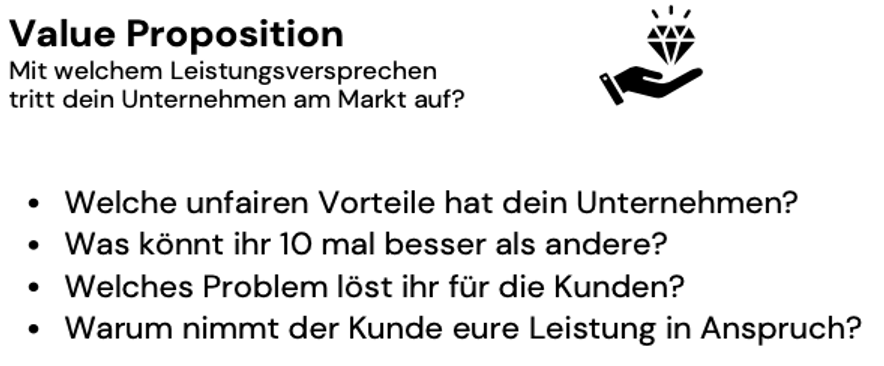 Value Proposition
Mit welchem Leistungsversprechen
tritt dein Unternehmen am Markt auf?
• Welche unfairen Vorteile hat dein Unternehmen?
• Was könnt ihr 10 mal besser als andere?
• Welches Problem löst ihr für die Kunden?
• Warum nimmt der Kunde eure Leistung in Anspruch?